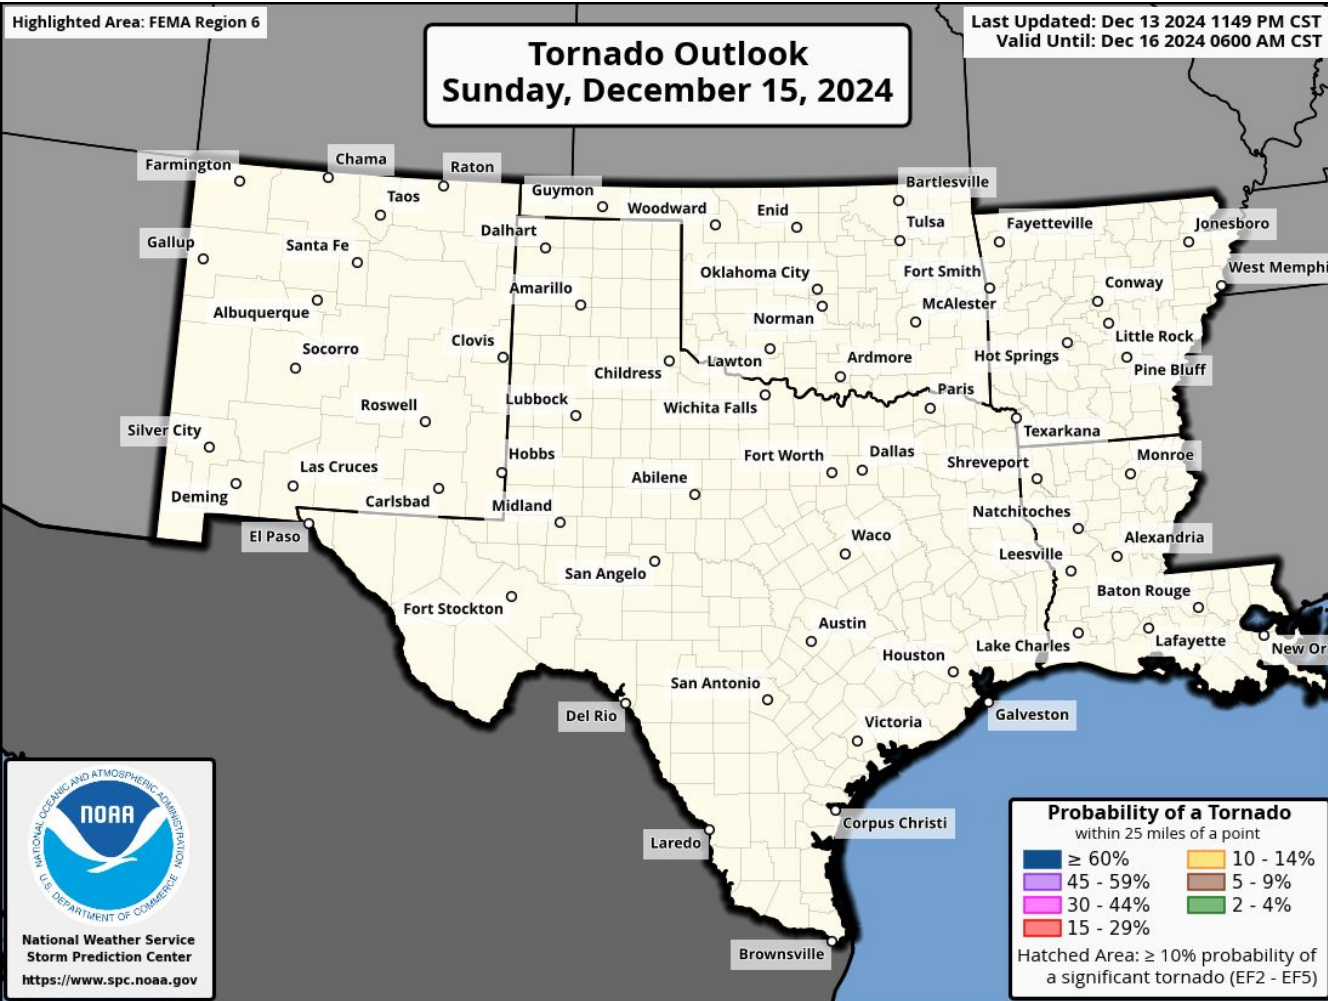 Highlighted Area: FEMA Region 6
Last Updated: Dec 13 2024 1149 PM CST
Valid Until: Dec 16 2024 0600 AM CST
Tornado Outlook
Sunday, December 15, 2024
Farmington
Chama
Raton
Taos
Guymon
Woodward
Enid
Bartlesville
Tulsa
Fayetteville
Jonesboro
Gallup
Santa Fe
Dalhart
Oklahoma City
Fort Smith
West Memphi
Amarillo
Conway
Albuquerque
Norman
McAlester
Socorro
Clovis
Little Rock
Childress
Lawton
Ardmore
Hot Springs
Pine Bluff
Roswell
Lubbock
Wichita Falls
Paris
Silver City
Texarkana
Las Cruces
Hobbs
Fort Worth
Dallas
Shreveport
Monroe
Deming
Carlsbad
Abilene
Midland
Natchitoches
El Paso
Waco
Alexandria
San Angelo
Leesville
Fort Stockton
Baton Rouge
Austin
Lake Charles
Lafayette
New Or
Houston
San Antonio
Del Rio
Victoria
Galveston
Corpus Christi
Laredo
Brownsville
NATIONAL OCEANIC AND ATMOSPHERIC ADMINISTRATION
NOAA
U.S. DEPARTMENT OF COMMERCE
National Weather Service
Storm Prediction Center
https://www.spc.noaa.gov
Probability of a Tornado
within 25 miles of a point
≥ 60%
10 - 14%
45 - 59%
5 - 9%
30 - 44%
2 - 4%
15 - 29%
Hatched Area: ≥ 10% probability of
a significant tornado (EF2 - EF5)